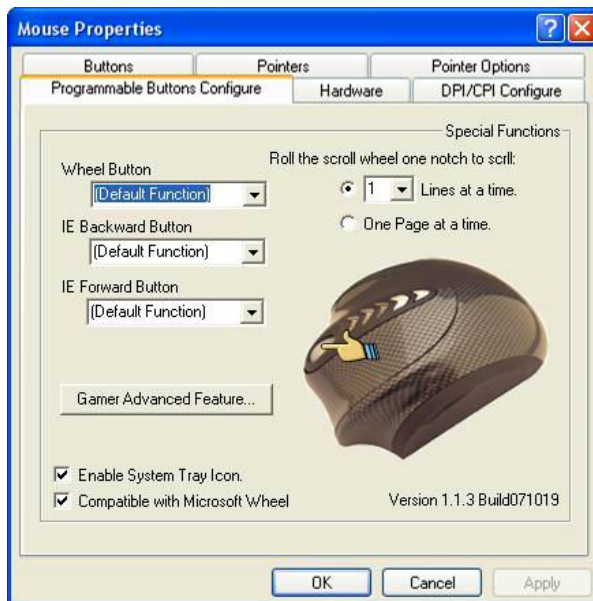 Mouse Properties
Buttons
Pointers
Pointer Options
Programmable Buttons Configure
Hardware
DPI/CPI Configure
Special Functions
Roll the scroll wheel one notch to scrll:
Wheel Button
(Default Function)
1
Lines at a time.
One Page at a time.
IE Backward Button
(Default Function)
IE Forward Button
(Default Function)
Gamer Advanced Feature...
Enable System Tray Icon.
Compatible with Microsoft Wheel
Version 1.1.3 Build071019
OK
Cancel
Apply